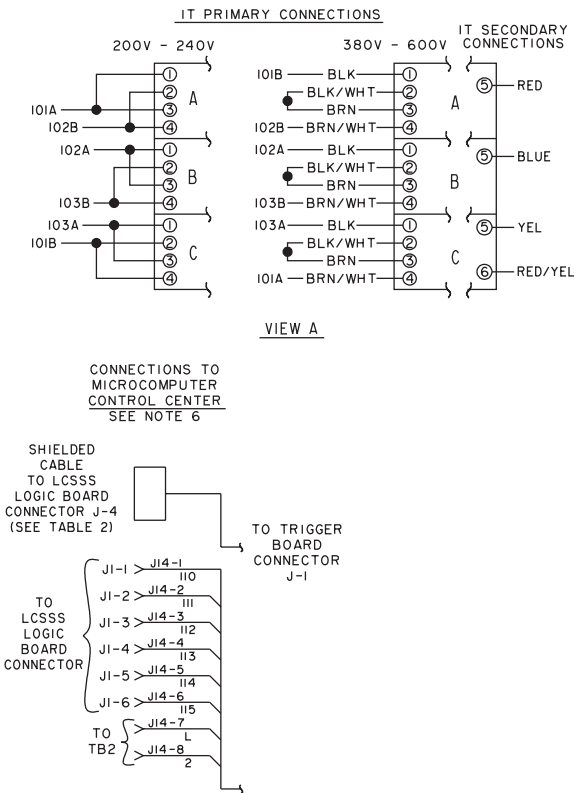 IT PRIMARY CONNECTIONS
IT SECONDARY
CONNECTIONS
200V - 240V
380V - 600V
1
2
3
4
A
101A
102B
1
2
3
4
B
102A
103B
1
2
3
4
C
103A
101B
101B BLK 1
BLK/WHT 2
BRN 3
102B BRN/WHT 4
A
5 RED
102A BLK 1
BLK/WHT 2
BRN 3
103B BRN/WHT 4
B
5 BLUE
103A BLK 1
BLK/WHT 2
BRN 3
101A BRN/WHT 4
C
5 YEL
6 RED/YEL
VIEW A
CONNECTIONS TO
MICROCOMPUTER
CONTROL CENTER
SEE NOTE 6
SHIELDED
CABLE
TO LCSSS
LOGIC BOARD
CONNECTOR J-4
(SEE TABLE 2)
TO TRIGGER
BOARD
CONNECTOR
J-1
TO
LCSSS
LOGIC
BOARD
CONNECTOR
J1-1 > J14-1
110
J1-2 > J14-2
111
J1-3 > J14-3
112
J1-4 > J14-4
113
J1-5 > J14-5
114
J1-6 > J14-6
115
TO
TB2
> J14-7
L
> J14-8
2